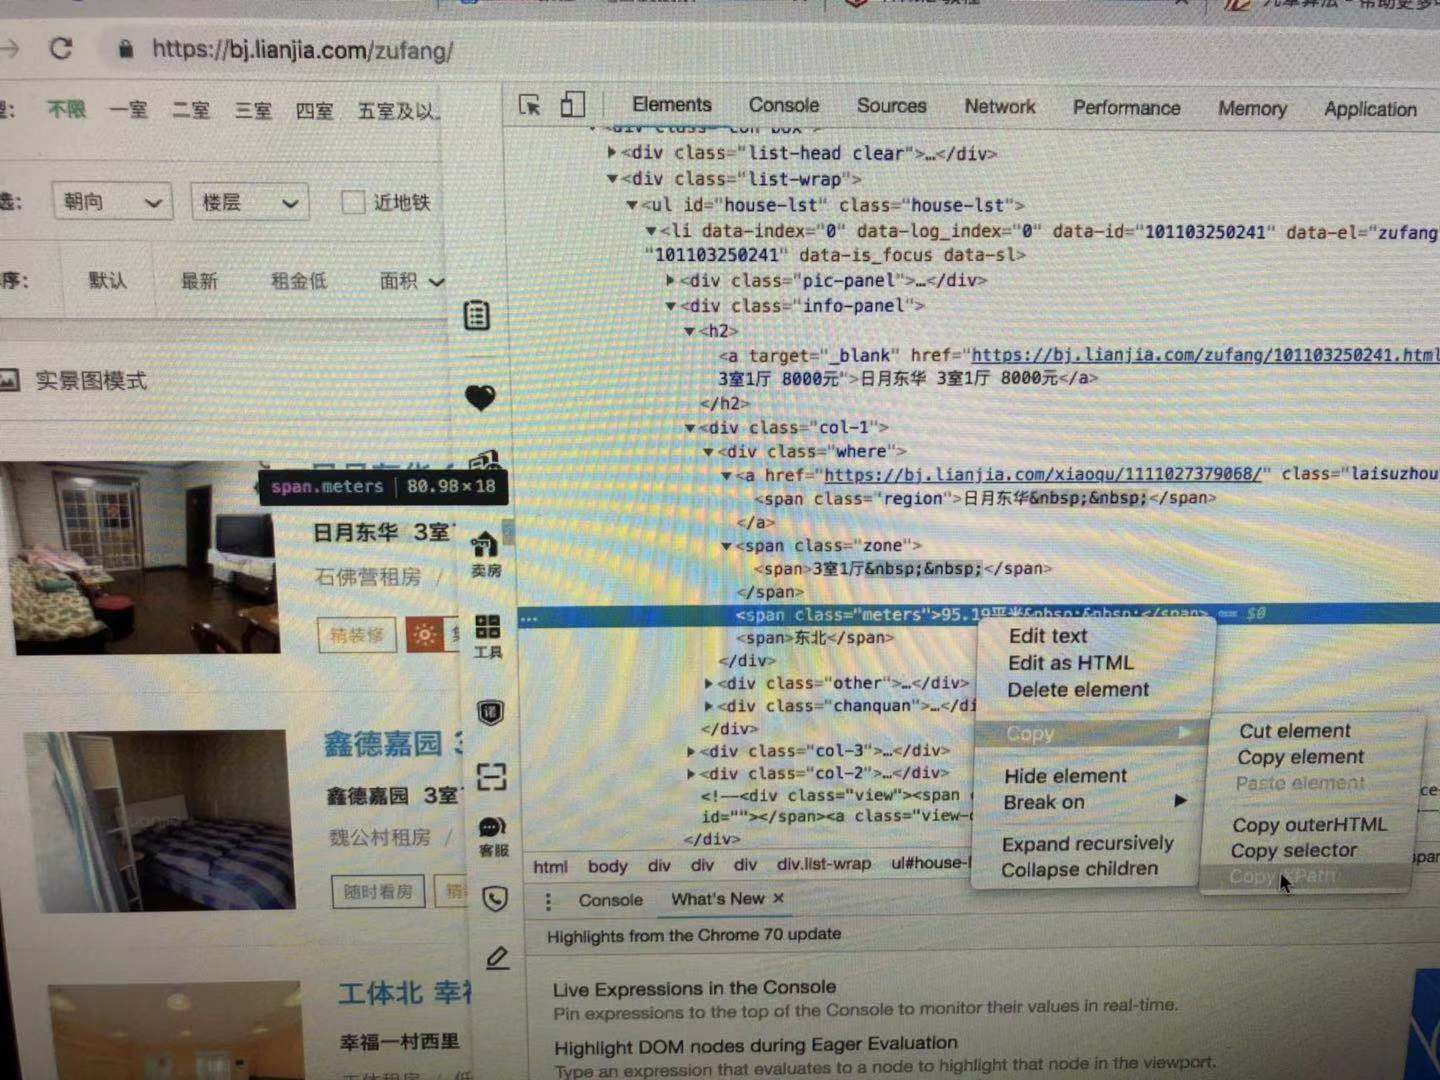 https://bj.lianjia.com/zufang/
不限 一室 二室 三室 四室 五室及以
朝向 楼层 近地铁
序: 默认 最新 租金低 面积
实景图模式
span.meters 80.98×18
日月东华 3室
石佛营租房 /
精装修
鑫德嘉园 3
鑫德嘉园 3室
魏公村租房 /
随时看房 精
工体北 幸福
幸福一村西里
卖房
工具
客服
Elements Console Sources Network Performance Memory Application
▶<div class="list-head clear">…</div>
▼<div class="list-wrap">
▼<ul id="house-lst" class="house-lst">
▼<li data-index="0" data-log_index="0" data-id="101103250241" data-el="zufang
"101103250241" data-is_focus data-sl>
▶<div class="pic-panel">…</div>
▼<div class="info-panel">
▼<h2>
<a target="_blank" href="https://bj.lianjia.com/zufang/101103250241.html
3室1厅 8000元">日月东华 3室1厅 8000元</a>
</h2>
▼<div class="col-1">
▼<div class="where">
▼<a href="https://bj.lianjia.com/xiaoqu/1111027379068/" class="laisuzhou
<span class="region">日月东华&nbsp;&nbsp;</span>
</a>
▼<span class="zone">
<span>3室1厅&nbsp;&nbsp;</span>
</span>
… <span class="meters">95.19平米&nbsp;&nbsp;</span> == $0
<span>东北</span>
</div>
▶<div class="other">…</div>
▶<div class="chanquan">…</di
</div>
▶<div class="col-3">…</div>
▶<div class="col-2">…</div>
<!--<div class="view"><span
id=""></span><a class="view-
</div>
Edit text
Edit as HTML
Delete element
Copy ▶
Hide element
Break on ▶
Expand recursively
Collapse children
Cut element
Copy element
Paste element
Copy outerHTML
Copy selector
Copy XPath
html body div div div div.list-wrap ul#house-l
Console What's New ×
Highlights from the Chrome 70 update
Live Expressions in the Console
Pin expressions to the top of the Console to monitor their values in real-time.
Highlight DOM nodes during Eager Evaluation
Type an expression that evaluates to a node to highlight that node in the viewport.